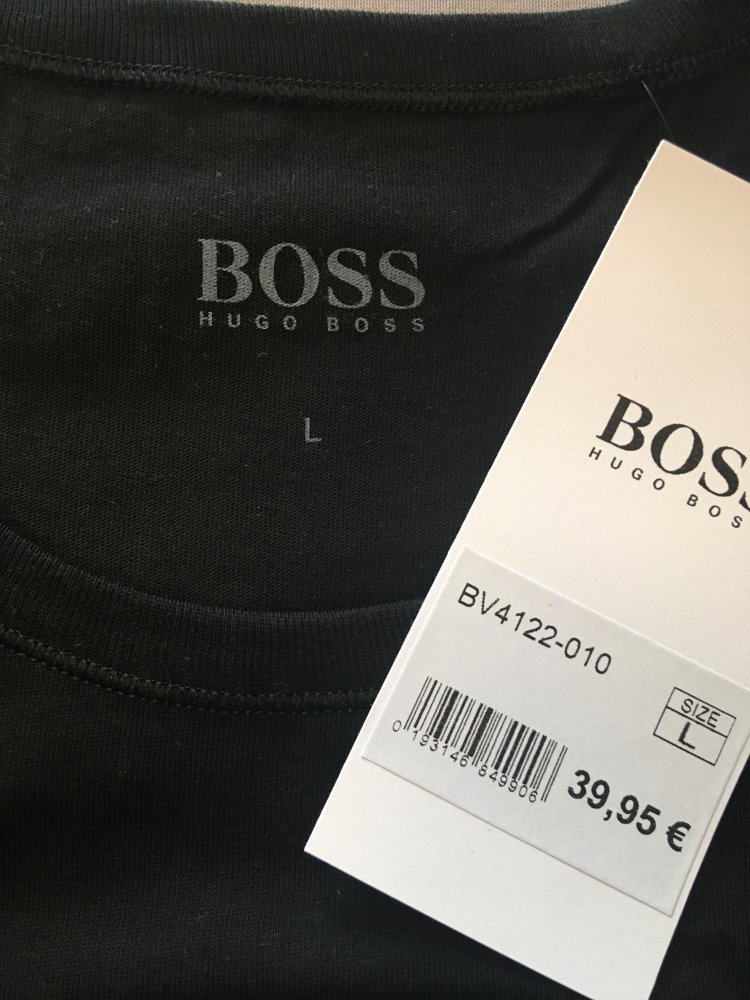 BOSS
HUGO BOSS
L
BOSS
HUGO BOS
BV4122-010
SIZE
L
0 193146 849906
39,95 €